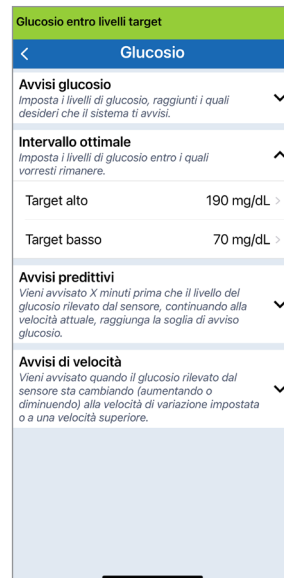 Glucosio entro livelli target
Glucosio
Avvisi glucosio
Imposta i livelli di glucosio, raggiunti i quali
desideri che il sistema ti avvisi.
Intervallo ottimale
Imposta i livelli di glucosio entro i quali
vorresti rimanere.
Target alto 190 mg/dL
Target basso 70 mg/dL
Avvisi predittivi
Vieni avvisato X minuti prima che il livello del
glucosio rilevato dal sensore, continuando alla
velocità attuale, raggiunga la soglia di avviso
glucosio.
Avvisi di velocità
Vieni avvisato quando il glucosio rilevato dal
sensore sta cambiando (aumentando o
diminuendo) alla velocità di variazione impostata
o a una velocità superiore.